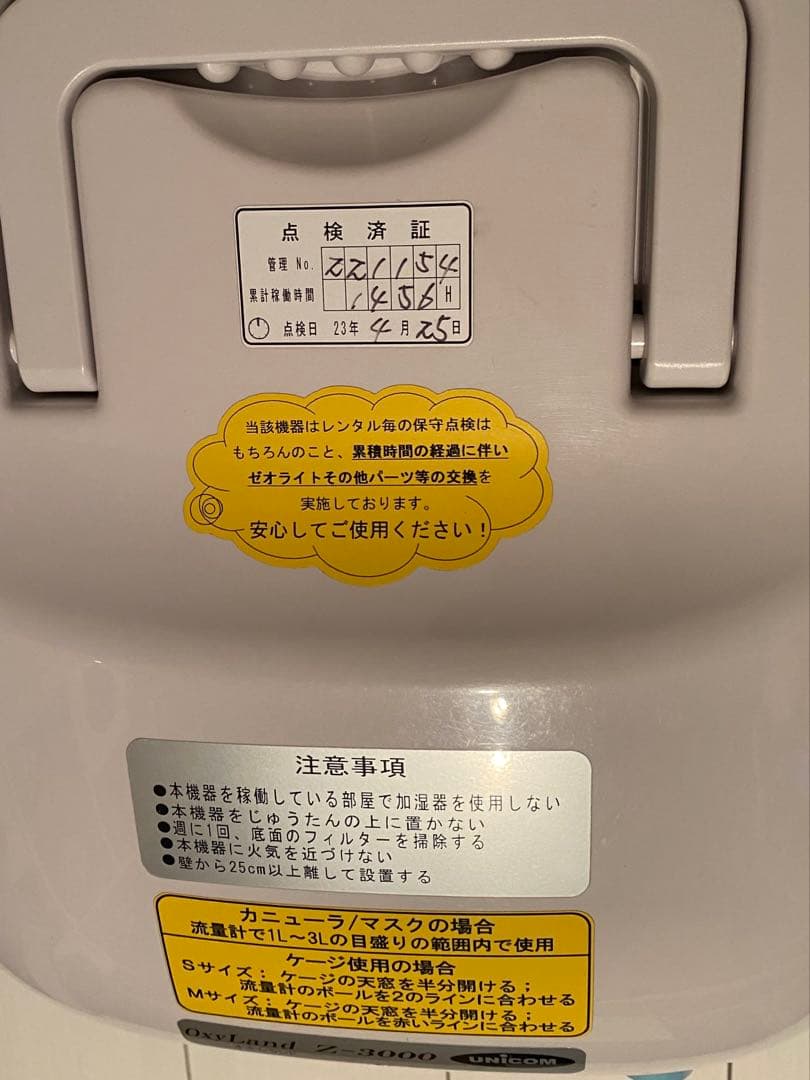 点検済証
管理 No. 221154
累計稼働時間 1456H
点検日 23年4月25日
当該機器はレンタル毎の保守点検は
もちろんのこと、累積時間の経過に伴い
ゼオライトその他パーツ等の交換を
実施しております。
安心してご使用ください！
注意事項
●本機器を稼働している部屋で加湿器を使用しない
●本機器をじゅうたんの上に置かない
●週に1回、底面のフィルターを掃除する
●本機器に火気を近づけない
●壁から25cm以上離して設置する
カニューラ/マスクの場合
流量計で1L～3Lの目盛りの範囲内で使用
ケージ使用の場合
Sサイズ：ケージの天窓を半分開ける；
流量計のボールを2のラインに合わせる
Mサイズ：ケージの天窓を半分開ける；
流量計のボールを赤いラインに合わせる
OxyLand Z-3000 UNICOM